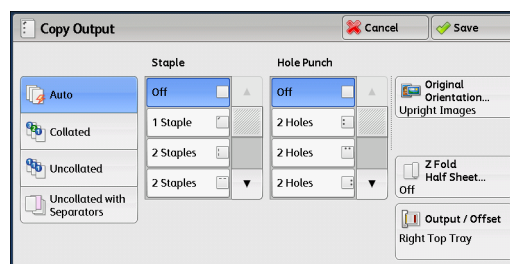 Copy Output
Cancel
Save
Staple
Hole Punch
Auto
Collated
Uncollated
Uncollated with
Separators
Off
1 Staple
2 Staples
2 Staples
Off
2 Holes
2 Holes
2 Holes
Original
Orientation...
Upright Images
Z Fold
Half Sheet...
Off
Output / Offset
Right Top Tray